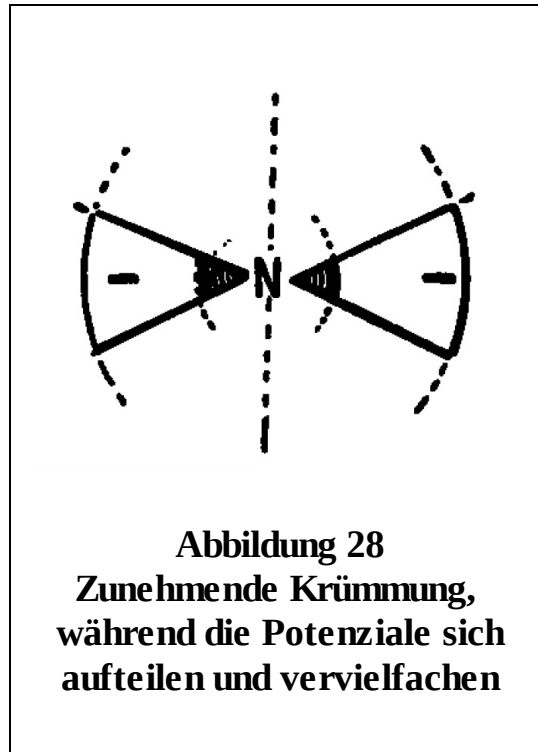 N
Abbildung 28
Zunehmende Krümmung,
während die Potenziale sich
aufteilen und vervielfachen